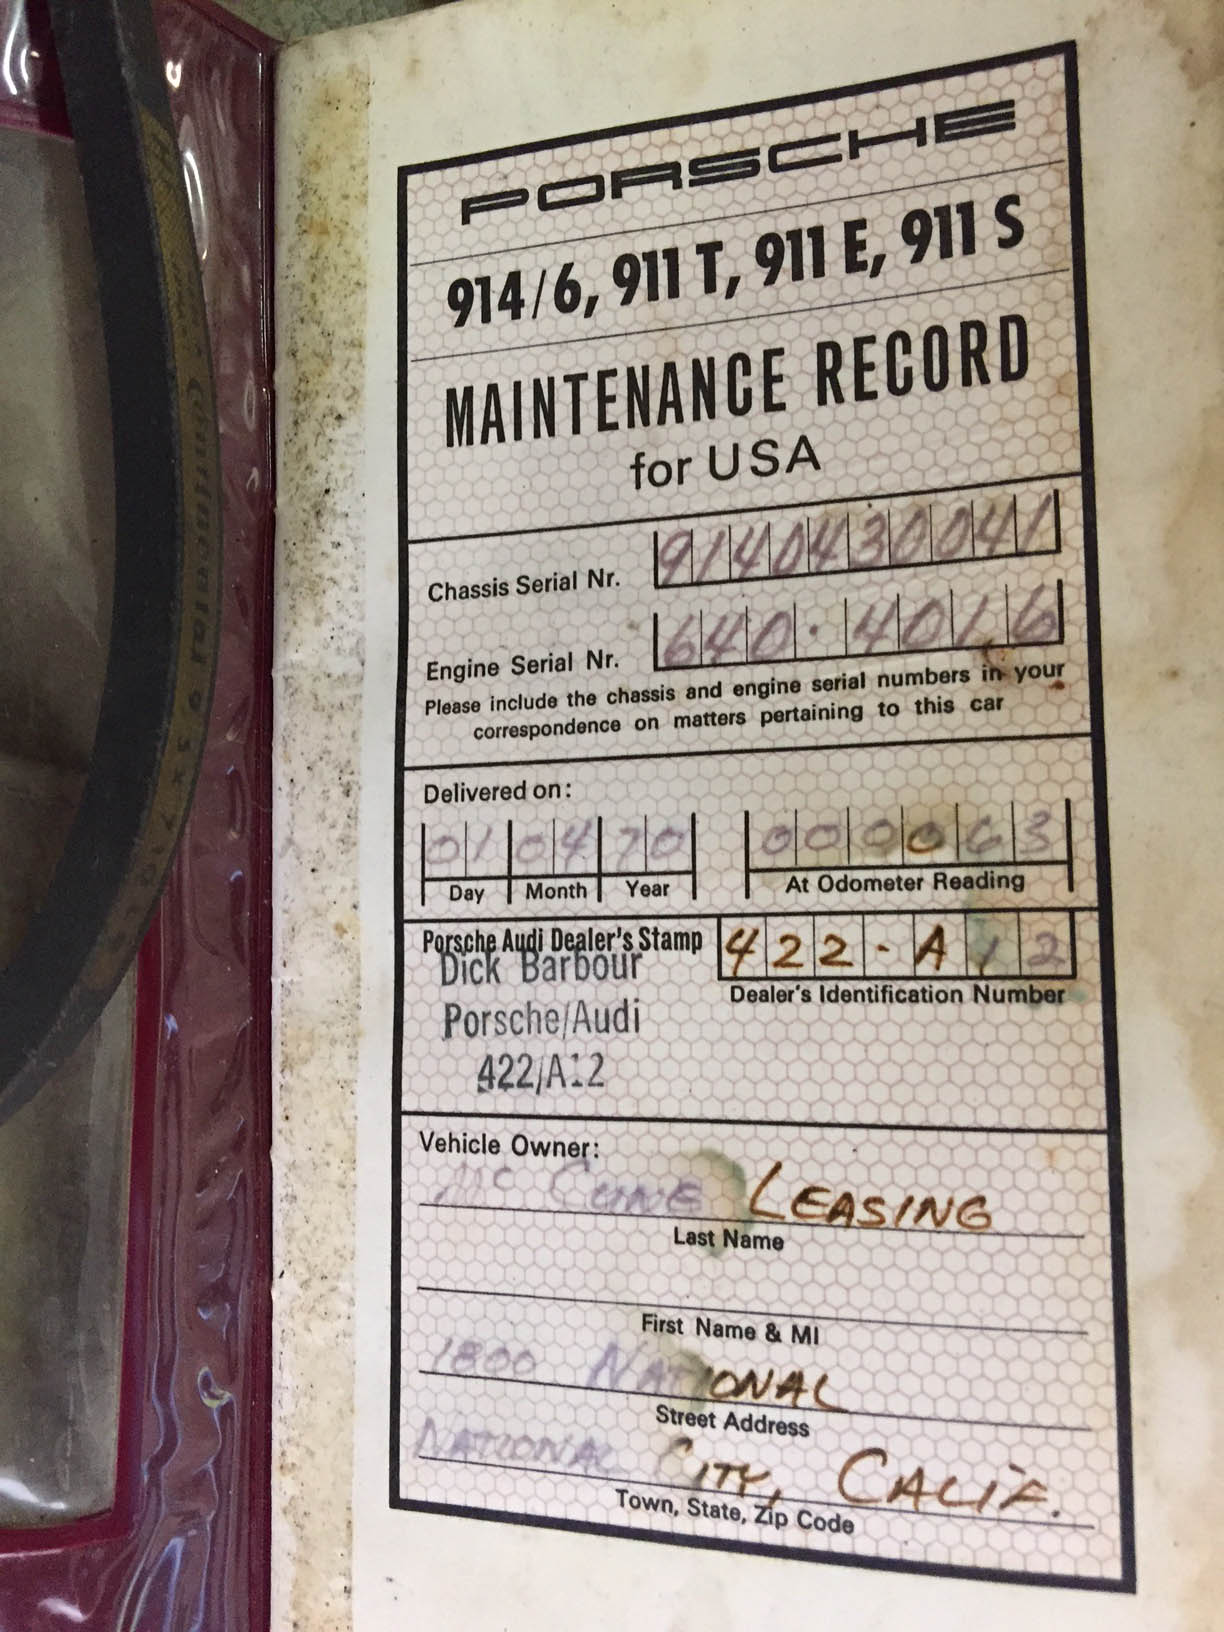 PORSCHE
914/6, 911 T, 911 E, 911 S
MAINTENANCE RECORD
for USA
Chassis Serial Nr. 9140430041
Engine Serial Nr. 640·4016
Please include the chassis and engine serial numbers in your
correspondence on matters pertaining to this car
Delivered on:
01 04 70 000063
Day Month Year At Odometer Reading
Porsche Audi Dealer's Stamp 422-A12
Dealer's Identification Number
Dick Barbour
Porsche/Audi
422/A12
Vehicle Owner:
Mc Cune LEASING
Last Name
First Name & MI
1800 NATIONAL
Street Address
NATIONAL CITY, CALIF.
Town, State, Zip Code
Continental